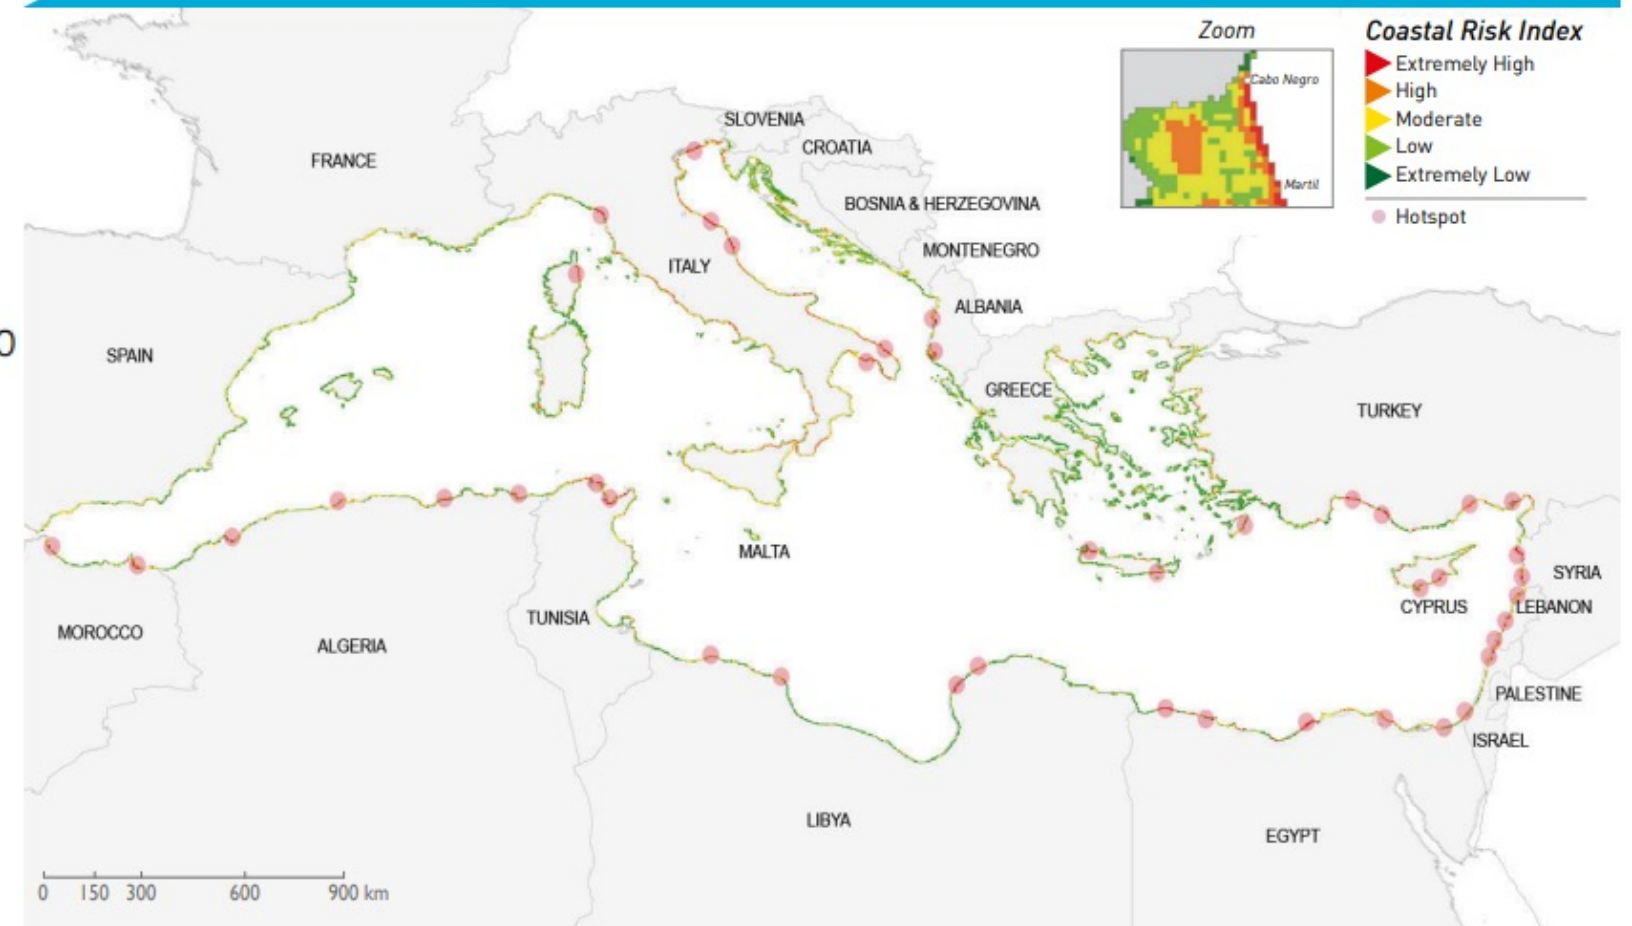 Zoom
Cabo Negro
Martil
Coastal Risk Index
Extremely High
High
Moderate
Low
Extremely Low
Hotspot
SLOVENIA
CROATIA
FRANCE
BOSNIA & HERZEGOVINA
MONTENEGRO
ITALY
ALBANIA
SPAIN
GREECE
TURKEY
MALTA
SYRIA
CYPRUS
LEBANON
TUNISIA
MOROCCO
ALGERIA
PALESTINE
ISRAEL
LIBYA
EGYPT
0 150 300 600 900 km